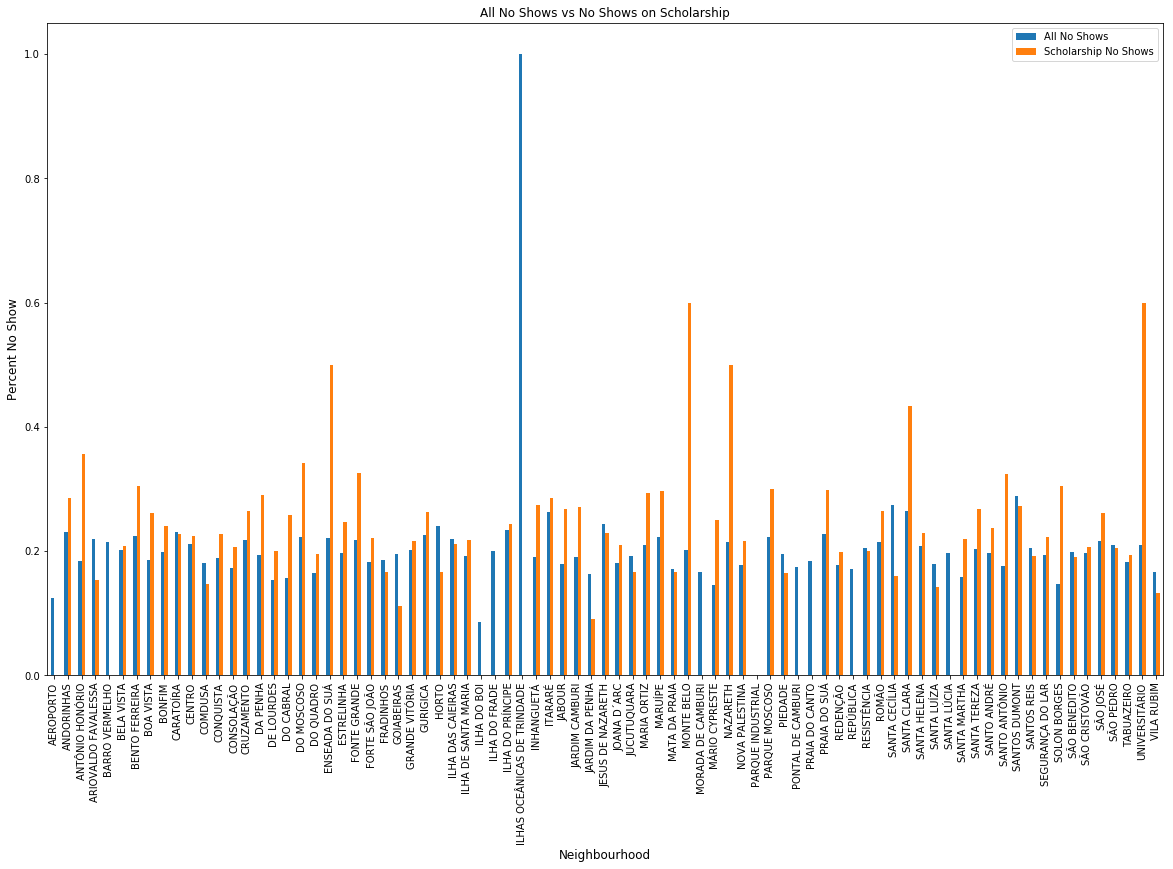 All No Shows vs No Shows on Scholarship
All No Shows
Scholarship No Shows
1.0
0.8
0.6
0.4
0.2
0.0
Percent No Show
AEROPORTO
ANDORINHAS
ANTÔNIO HONÓRIO
ARIOVALDO FAVALESSA
BARRO VERMELHO
BELA VISTA
BENTO FERREIRA
BOA VISTA
BONFIM
CARATOÍRA
CENTRO
COMDUSA
CONQUISTA
CONSOLAÇÃO
CRUZAMENTO
DA PENHA
DE LOURDES
DO CABRAL
DO MOSCOSO
DO QUADRO
ENSEADA DO SUÁ
ESTRELINHA
FONTE GRANDE
FORTE SÃO JOÃO
FRADINHOS
GOIABEIRAS
GRANDE VITÓRIA
GURIGICA
HORTO
ILHA DAS CAIEIRAS
ILHA DE SANTA MARIA
ILHA DO BOI
ILHA DO FRADE
ILHA DO PRÍNCIPE
ILHAS OCEÂNICAS DE TRINDADE
INHANGUETÁ
ITARARÉ
JABOUR
JARDIM CAMBURI
JARDIM DA PENHA
JESUS DE NAZARETH
JOANA D´ARC
JUCUTUQUARA
MARIA ORTIZ
MARUÍPE
MATA DA PRAIA
MONTE BELO
MORADA DE CAMBURI
MÁRIO CYPRESTE
NAZARETH
NOVA PALESTINA
PARQUE INDUSTRIAL
PARQUE MOSCOSO
PIEDADE
PONTAL DE CAMBURI
PRAIA DO CANTO
PRAIA DO SUÁ
REDENÇÃO
REPÚBLICA
RESISTÊNCIA
ROMÃO
SANTA CECÍLIA
SANTA CLARA
SANTA HELENA
SANTA LUÍZA
SANTA LÚCIA
SANTA MARTHA
SANTA TEREZA
SANTO ANDRÉ
SANTO ANTÔNIO
SANTOS DUMONT
SANTOS REIS
SEGURANÇA DO LAR
SOLON BORGES
SÃO BENEDITO
SÃO CRISTOVÃO
SÃO JOSÉ
SÃO PEDRO
TABUAZEIRO
UNIVERSITÁRIO
VILA RUBIM
Neighbourhood